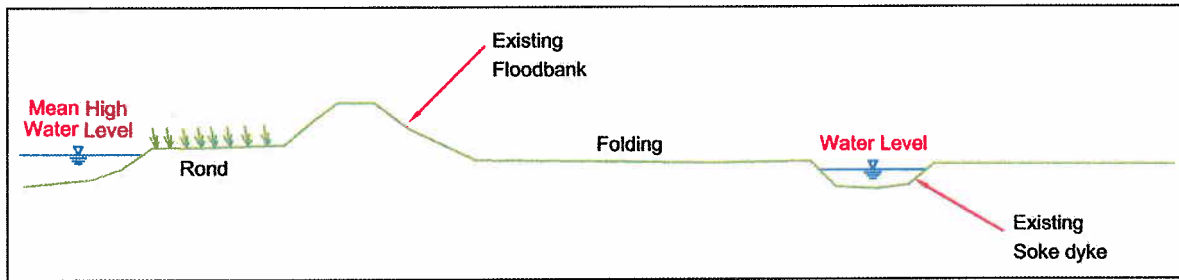 Existing
Floodbank
Mean High
Water Level
Rond
Folding
Water Level
Existing
Soke dyke